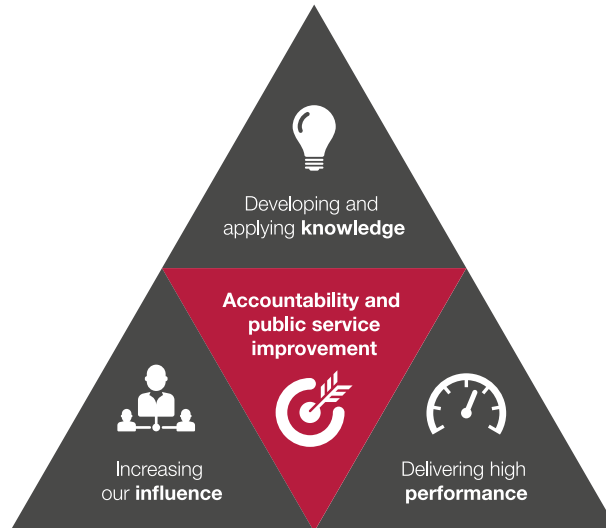 Developing and
applying knowledge
Accountability and
public service
improvement
Increasing
our influence
Delivering high
performance